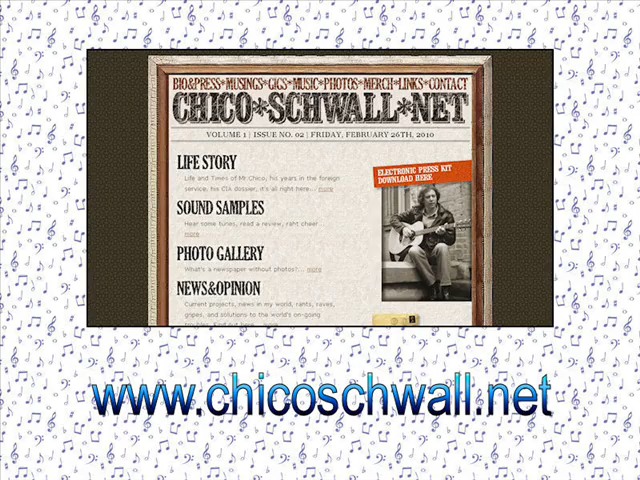 BIO&PRESS*MUSINGS*GIGS*MUSIC*PHOTOS*MERCH*LINKS*CONTACT
CHICO*SCHWALL*NET
VOLUME 1 | ISSUE NO. 02 | FRIDAY, FEBRUARY 26TH, 2010
LIFE STORY
Life and Times of Mr Chico, his years in the foreign
service, his CIA dossier, it's all right here... more
ELECTRONIC PRESS KIT
DOWNLOAD HERE
SOUND SAMPLES
Hear some tunes, read a review, raht cheer
more
PHOTO GALLERY
What's a newspaper without photos?... more
NEWS&OPINION
Current projects, news in my world, rants, raves,
gripes, and solutions to the world's on-going
www.chicoschwall.net